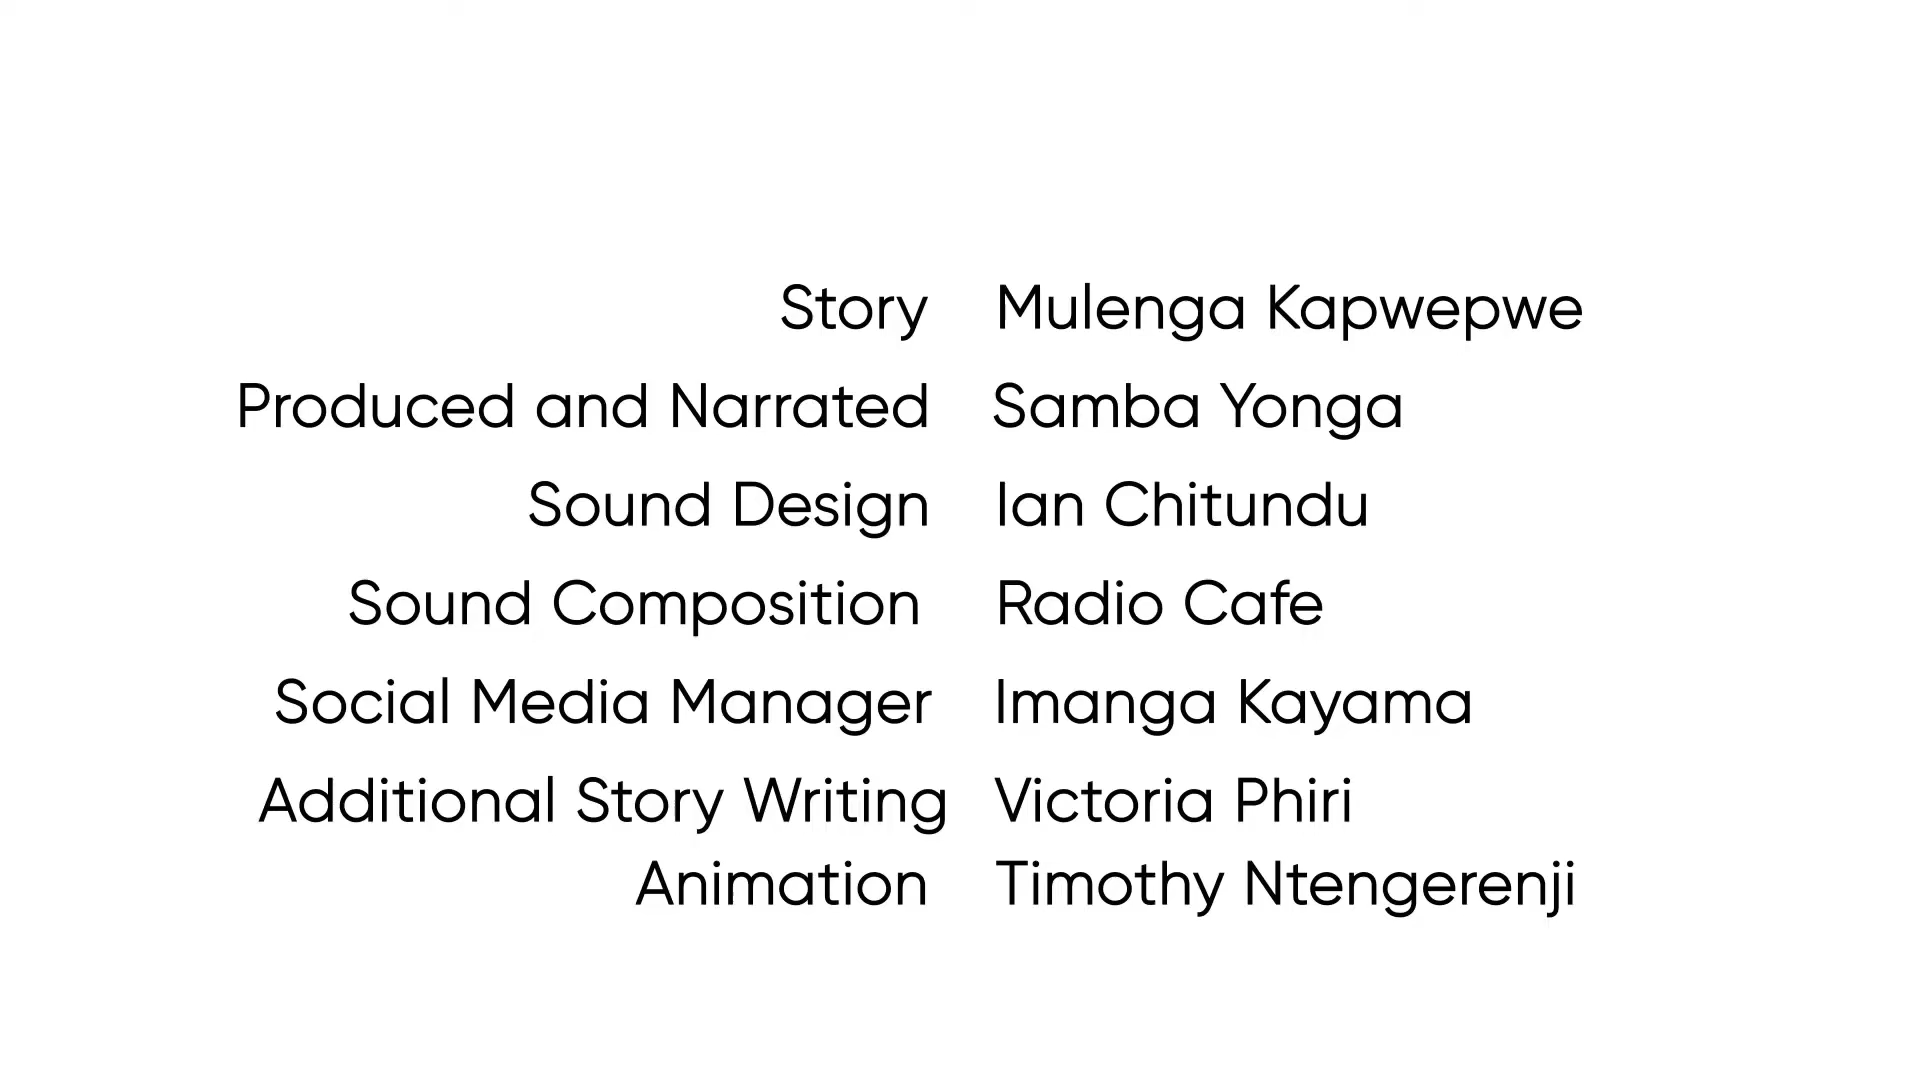 Story Mulenga Kapwepwe
Produced and Narrated Samba Yonga
Sound Design Ian Chitundu
Sound Composition Radio Cafe
Social Media Manager Imanga Kayama
Additional Story Writing Victoria Phiri
Animation Timothy Ntengerenji